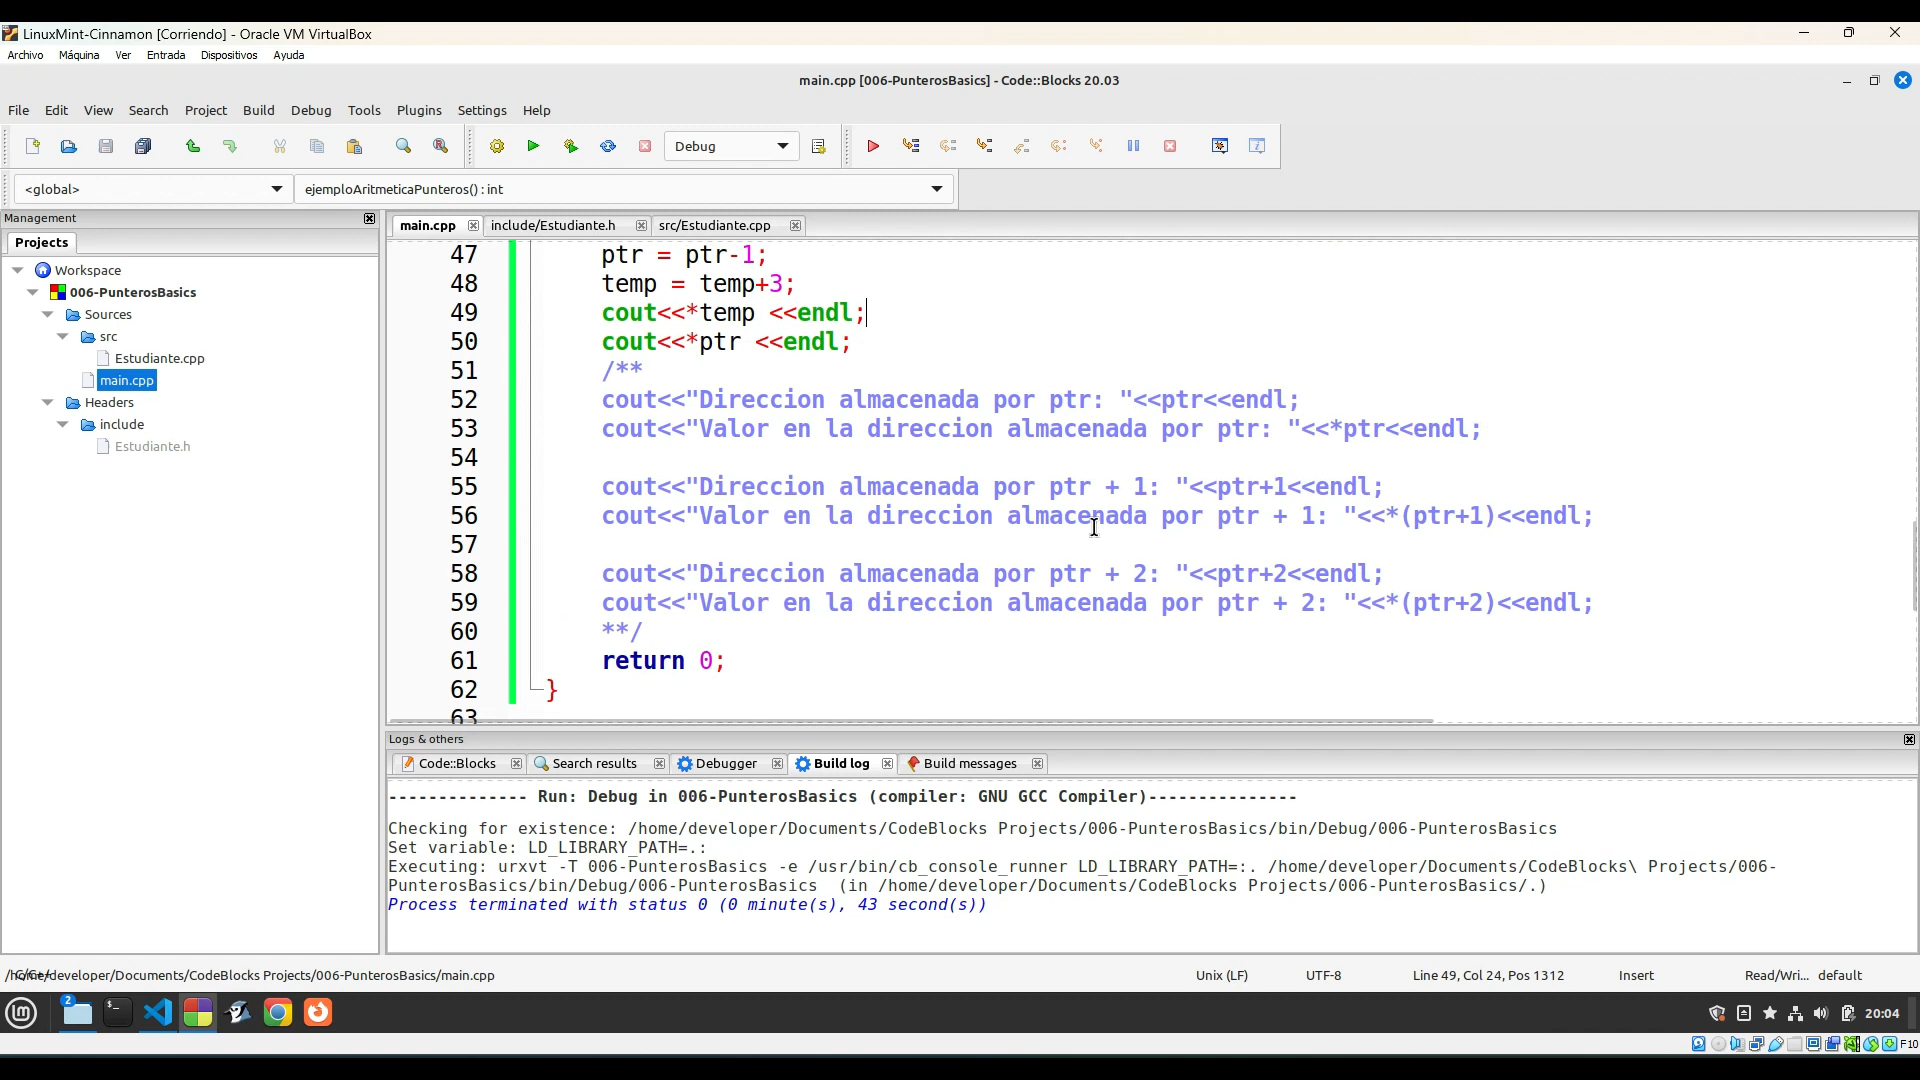 LinuxMint-Cinnamon [Corriendo] - Oracle VM VirtualBox
Archivo Máquina Ver Entrada Dispositivos Ayuda
main.cpp [006-PunterosBasics] - Code::Blocks 20.03
File Edit View Search Project Build Debug Tools Plugins Settings Help
Debug
<global> ejemploAritmeticaPunteros() : int
Management
Projects
Workspace
006-PunterosBasics
Sources
src
Estudiante.cpp
main.cpp
Headers
include
Estudiante.h
main.cpp include/Estudiante.h src/Estudiante.cpp
47 ptr = ptr-1;
48 temp = temp+3;
49 cout<<*temp <<endl;
50 cout<<*ptr <<endl;
51 /**
52 cout<<"Direccion almacenada por ptr: "<<ptr<<endl;
53 cout<<"Valor en la direccion almacenada por ptr: "<<*ptr<<endl;
54
55 cout<<"Direccion almacenada por ptr + 1: "<<ptr+1<<endl;
56 cout<<"Valor en la direccion almacenada por ptr + 1: "<<*(ptr+1)<<endl;
57
58 cout<<"Direccion almacenada por ptr + 2: "<<ptr+2<<endl;
59 cout<<"Valor en la direccion almacenada por ptr + 2: "<<*(ptr+2)<<endl;
60 **/
61 return 0;
62 }
63
Logs & others
Code::Blocks Search results Debugger Build log Build messages
-------------- Run: Debug in 006-PunterosBasics (compiler: GNU GCC Compiler)---------------
Checking for existence: /home/developer/Documents/CodeBlocks Projects/006-PunterosBasics/bin/Debug/006-PunterosBasics
Set variable: LD_LIBRARY_PATH=.:
Executing: urxvt -T 006-PunterosBasics -e /usr/bin/cb_console_runner LD_LIBRARY_PATH=:. /home/developer/Documents/CodeBlocks\ Projects/006-
PunterosBasics/bin/Debug/006-PunterosBasics  (in /home/developer/Documents/CodeBlocks Projects/006-PunterosBasics/.)
Process terminated with status 0 (0 minute(s), 43 second(s))
/home/developer/Documents/CodeBlocks Projects/006-PunterosBasics/main.cpp Unix (LF) UTF-8 Line 49, Col 24, Pos 1312 Insert Read/Wri... default
2 20:04
F10